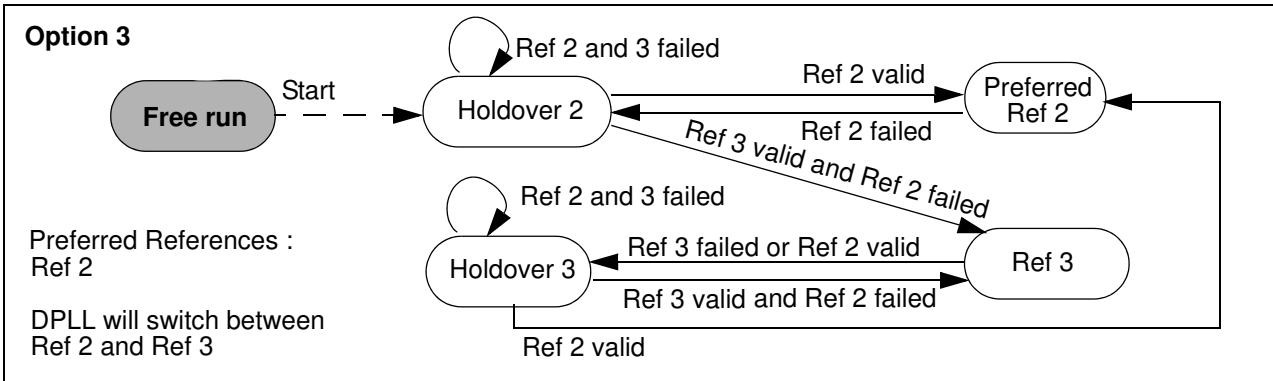 Option 3
Ref 2 and 3 failed
Start
Free run
Holdover 2
Ref 2 valid
Preferred
Ref 2
Ref 2 failed
Ref 3 valid and Ref 2 failed
Ref 2 and 3 failed
Preferred References :
Ref 2
Holdover 3
Ref 3 failed or Ref 2 valid
Ref 3
Ref 3 valid and Ref 2 failed
DPLL will switch between
Ref 2 and Ref 3
Ref 2 valid